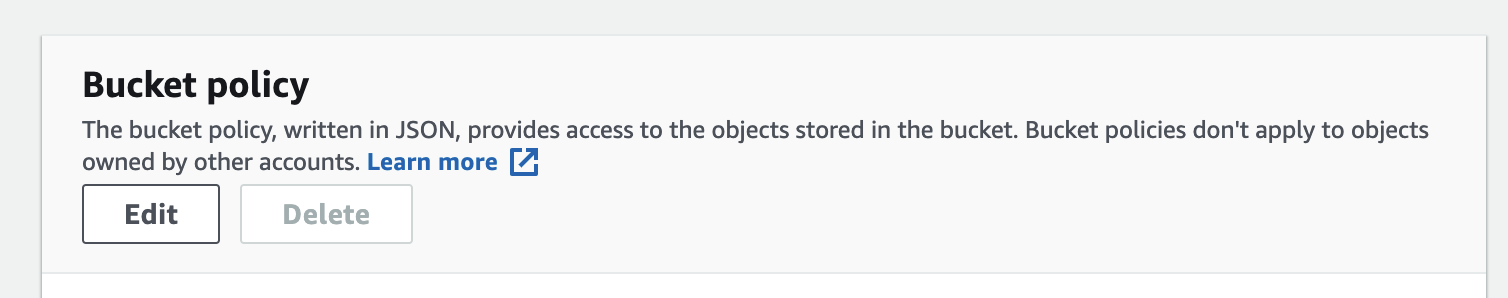 Bucket policy
The bucket policy, written in JSON, provides access to the objects stored in the bucket. Bucket policies don't apply to objects
owned by other accounts. Learn more
Edit Delete